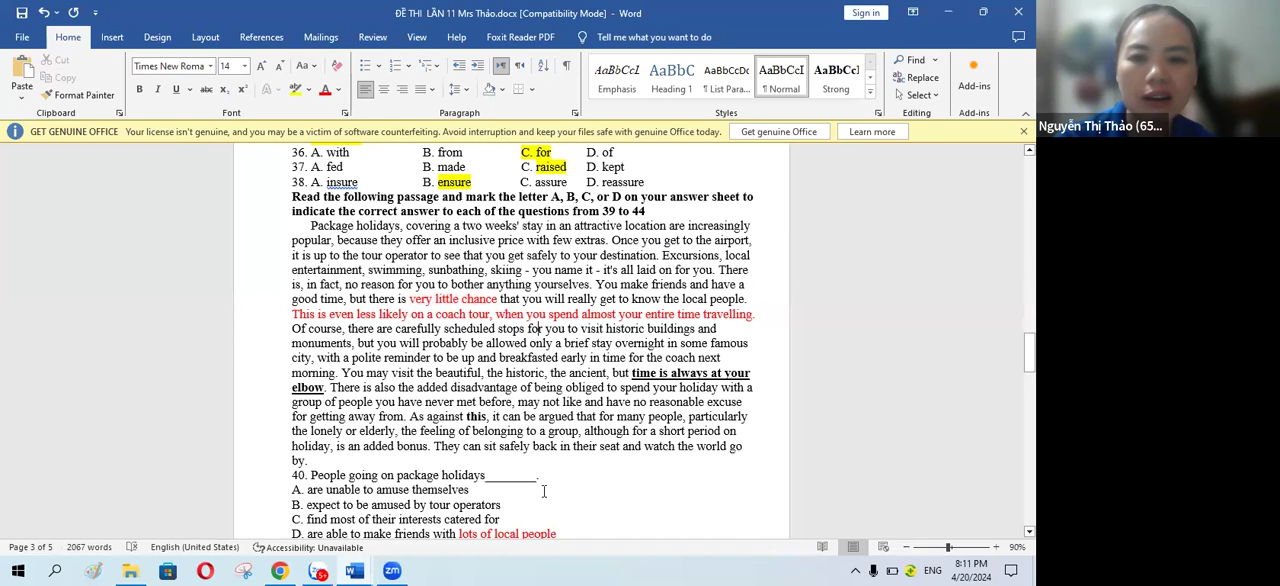 ĐỀ THI LẦN 11 Mrs Thảo.docx [Compatibility Mode] - Word
Sign in
File Home Insert Design Layout References Mailings Review View Help Foxit Reader PDF Tell me what you want to do
Paste
Cut
Copy
Format Painter
Clipboard
Times New Roma 14
Font
Paragraph
AaBbCcI AaBbC AaBbCcDc AaBbCcI AaBbCcl
Emphasis Heading 1 ¶ List Para... ¶ Normal Strong
Styles
Find
Replace
Select
Editing
Add-ins
Add-ins
GET GENUINE OFFICE Your license isn't genuine, and you may be a victim of software counterfeiting. Avoid interruption and keep your files safe with genuine Office today. Get genuine Office Learn more
Nguyễn Thị Thảo (65...
36. A. with B. from C. for D. of
37. A. fed B. made C. raised D. kept
38. A. insure B. ensure C. assure D. reassure
Read the following passage and mark the letter A, B, C, or D on your answer sheet to
indicate the correct answer to each of the questions from 39 to 44
Package holidays, covering a two weeks' stay in an attractive location are increasingly
popular, because they offer an inclusive price with few extras. Once you get to the airport,
it is up to the tour operator to see that you get safely to your destination. Excursions, local
entertainment, swimming, sunbathing, skiing - you name it - it's all laid on for you. There
is, in fact, no reason for you to bother anything yourselves. You make friends and have a
good time, but there is very little chance that you will really get to know the local people.
This is even less likely on a coach tour, when you spend almost your entire time travelling.
Of course, there are carefully scheduled stops for you to visit historic buildings and
monuments, but you will probably be allowed only a brief stay overnight in some famous
city, with a polite reminder to be up and breakfasted early in time for the coach next
morning. You may visit the beautiful, the historic, the ancient, but time is always at your
elbow. There is also the added disadvantage of being obliged to spend your holiday with a
group of people you have never met before, may not like and have no reasonable excuse
for getting away from. As against this, it can be argued that for many people, particularly
the lonely or elderly, the feeling of belonging to a group, although for a short period on
holiday, is an added bonus. They can sit safely back in their seat and watch the world go
by.
40. People going on package holidays________.
A. are unable to amuse themselves
B. expect to be amused by tour operators
C. find most of their interests catered for
D. are able to make friends with lots of local people
Page 3 of 5 2067 words English (United States) Accessibility: Unavailable 90%
ENG
8:11 PM
4/20/2024